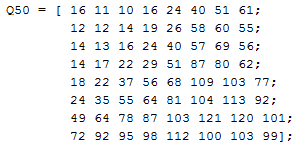 Q50 = [ 16 11 10 16 24 40 51 61;
12 12 14 19 26 58 60 55;
14 13 16 24 40 57 69 56;
14 17 22 29 51 87 80 62;
18 22 37 56 68 109 103 77;
24 35 55 64 81 104 113 92;
49 64 78 87 103 121 120 101;
72 92 95 98 112 100 103 99];